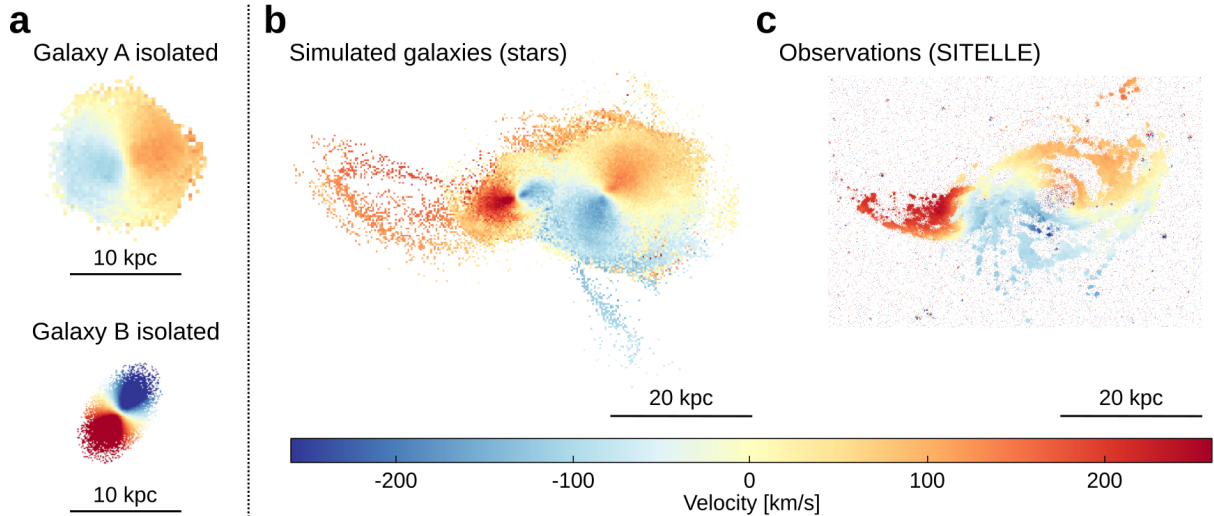 a
Galaxy A isolated
10 kpc
Galaxy B isolated
10 kpc
b
Simulated galaxies (stars)
20 kpc
c
Observations (SITELLE)
20 kpc
-200 -100 0 100 200
Velocity [km/s]